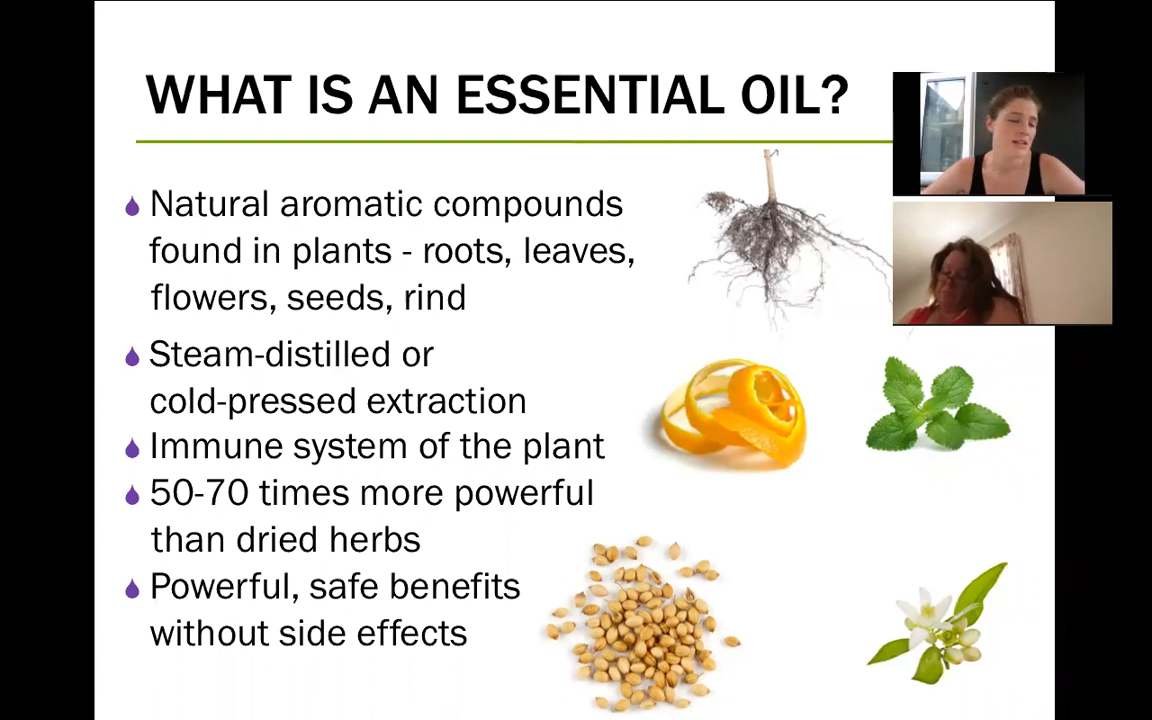 WHAT IS AN ESSENTIAL OIL?
Natural aromatic compounds
found in plants - roots, leaves,
flowers, seeds, rind
Steam-distilled or
cold-pressed extraction
Immune system of the plant
50-70 times more powerful
than dried herbs
Powerful, safe benefits
without side effects